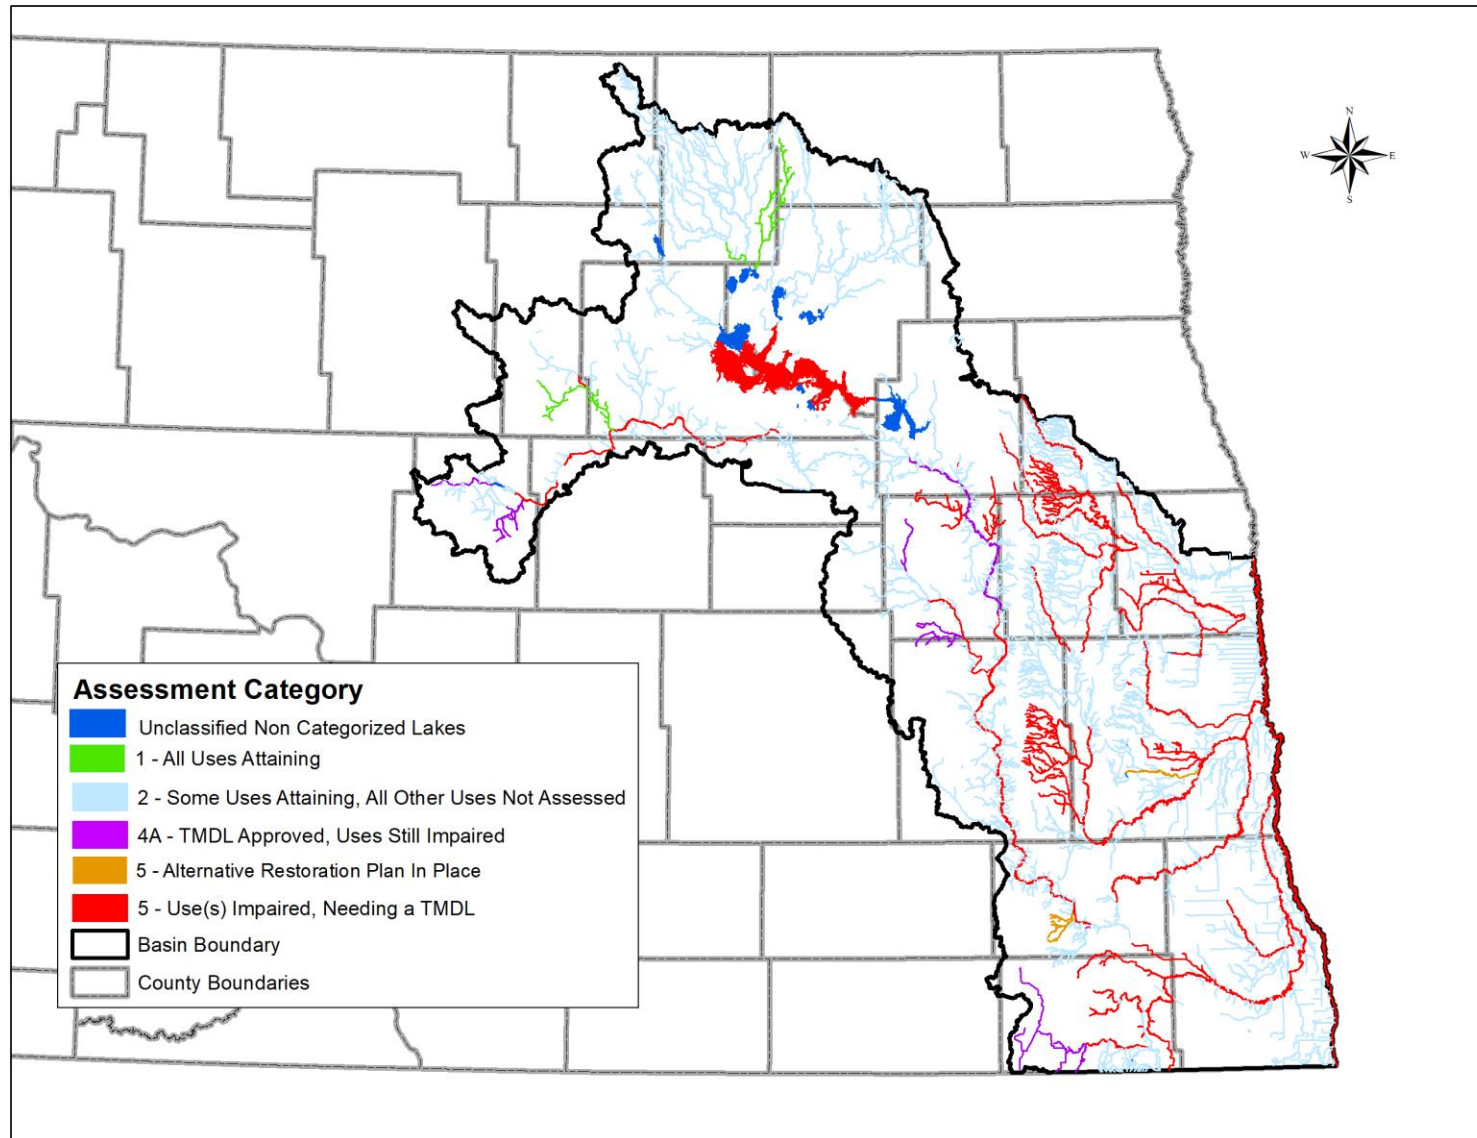 N
W E
S
Assessment Category
Unclassified Non Categorized Lakes
1 - All Uses Attaining
2 - Some Uses Attaining, All Other Uses Not Assessed
4A - TMDL Approved, Uses Still Impaired
5 - Alternative Restoration Plan In Place
5 - Use(s) Impaired, Needing a TMDL
Basin Boundary
County Boundaries